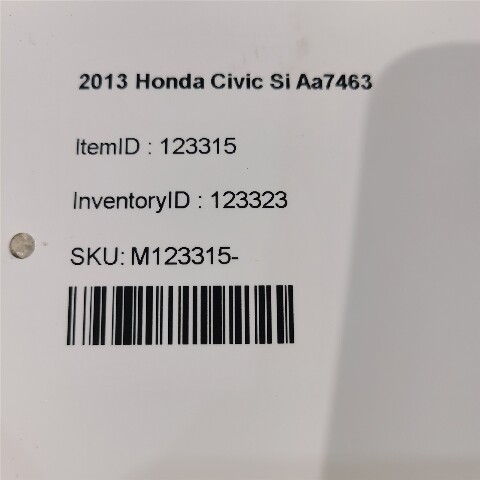 2013 Honda Civic Si Aa7463
ItemID : 123315
InventoryID : 123323
SKU: M123315-